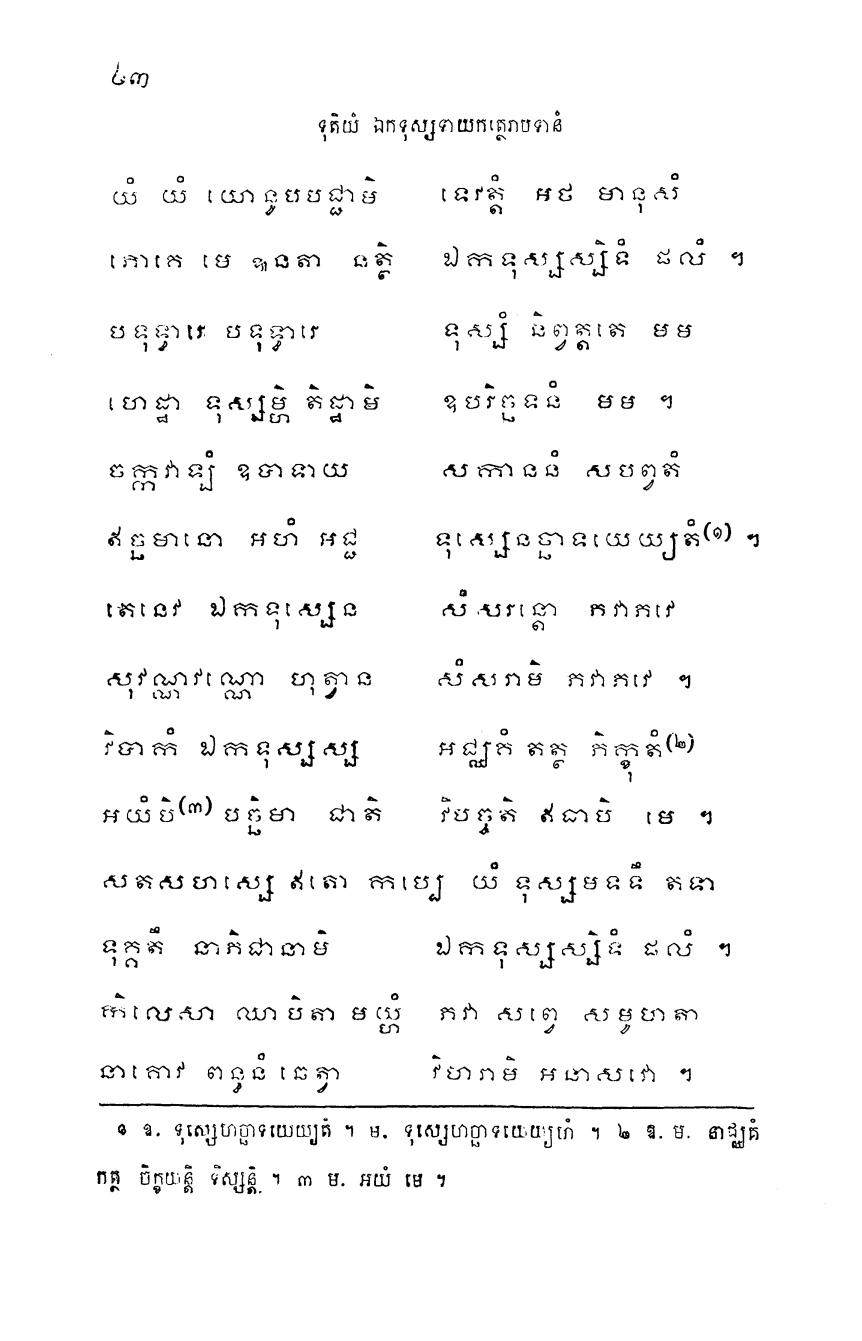 ៤៣
ទុតិយំ ឯកទុស្សទាយកត្ថេរាបទានំ
យំ យំ យោនូបបជ្ជាមិ ទេវត្តំ អថ មានុសំ
ភោគេ មេ ឩនតា នត្ថិ ឯកទុស្សស្សិទំ ផលំ ។
បទុទ្ធារេ បទុទ្ធារេ ទុស្សំ និព្វត្តតេ មម
ហេដ្ឋា ទុស្សម្ហិ តិដ្ឋាមិ ឧបរិច្ឆទនំ មម ។
ចក្កវាឡំ ឧបាទាយ សកាននំ សបព្វតំ
ឥច្ឆមានោ អហំ អជ្ជ ទុស្សេនច្ឆាទយេយ្យតំ(១) ។
តេនេវ ឯកទុស្សេន សំសរន្តោ ភវាភវេ
សុវណ្ណវណ្ណោ ហុត្វាន សំសរាមិ ភវាភវេ ។
វិបាកំ ឯកទុស្សស្ស អជ្ឈគំ តត្ថ ភិក្ខុតំ(២)
អយំបិ(៣) បច្ឆិមា ជាតិ វិបច្ចតិ ឥធាបិ មេ ។
សតសហស្សេ ឥតោ កប្បេ យំ ទុស្សមទទឹ តទា
ទុគ្គតឹ នាភិជានាមិ ឯកទុស្សស្សិទំ ផលំ ។
កិលេសា ឈាបិតា មយ្ហំ ភវា សព្វេ សមូហតា
នាគោវ ពន្ធនំ ឆេត្វា វិហរាមិ អនាសវោ ។
១ ឱ. ទុស្សេហច្ឆាទយេយ្យតំ ។ ម. ទុស្សេហច្ឆាទយេយ្យហំ ។ ២ ឱ. ម. នាជ្ឈគំ
កត្ថ ចិក្ខយន្តិ ទិស្សន្តិ ។ ៣ ម. អយំ មេ ។